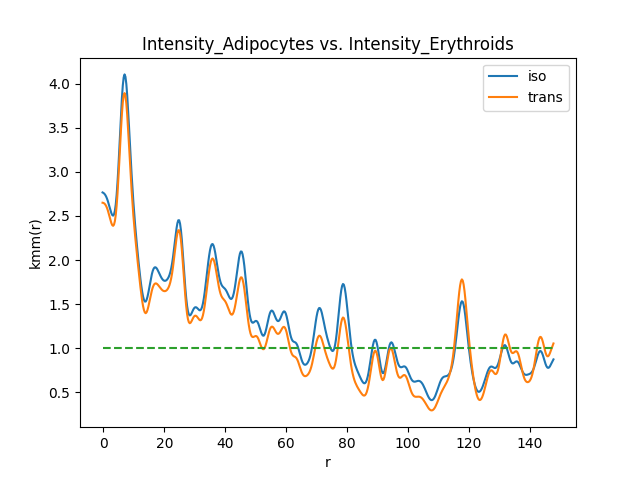 Intensity_Adipocytes vs. Intensity_Erythroids
iso
trans
4.0
3.5
3.0
2.5
2.0
1.5
1.0
0.5
kmm(r)
0 20 40 60 80 100 120 140
r